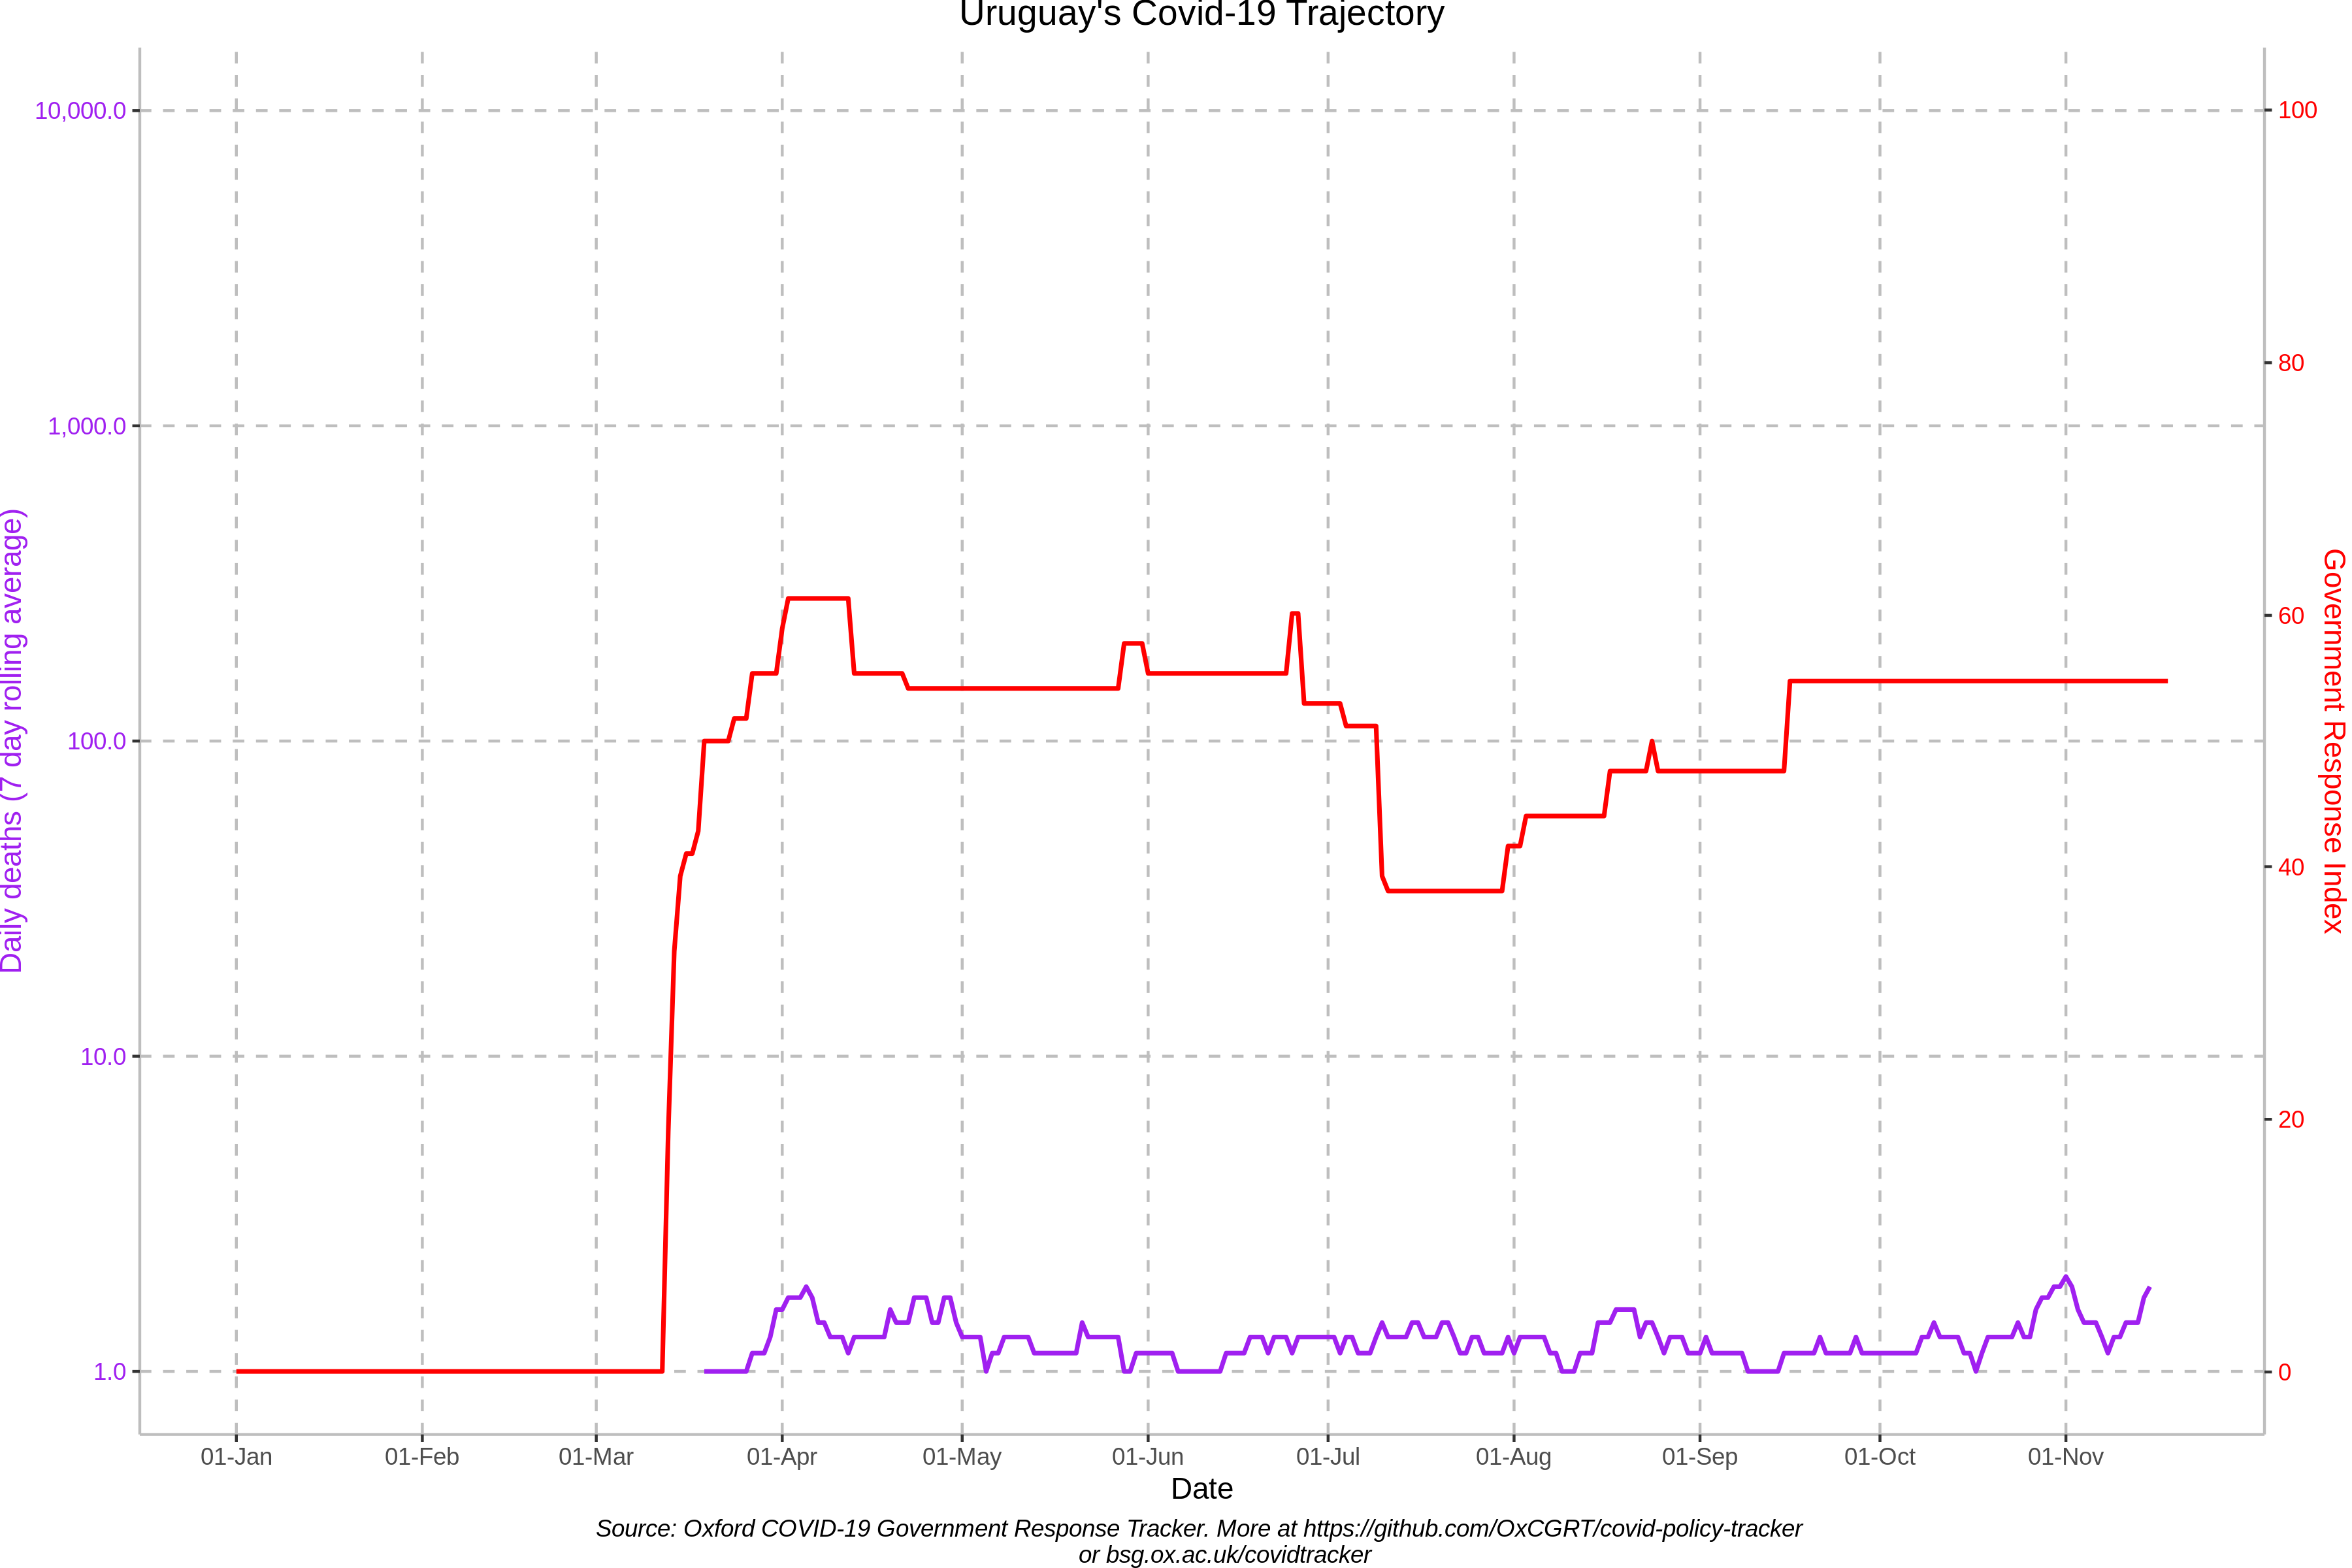 Uruguay's Covid-19 Trajectory
10,000.0
1,000.0
100.0
10.0
1.0
Daily deaths (7 day rolling average)
100
80
60
40
20
0
Government Response Index
01-Jan 01-Feb 01-Mar 01-Apr 01-May 01-Jun 01-Jul 01-Aug 01-Sep 01-Oct 01-Nov
Date
Source: Oxford COVID-19 Government Response Tracker. More at https://github.com/OxCGRT/covid-policy-tracker
or bsg.ox.ac.uk/covidtracker